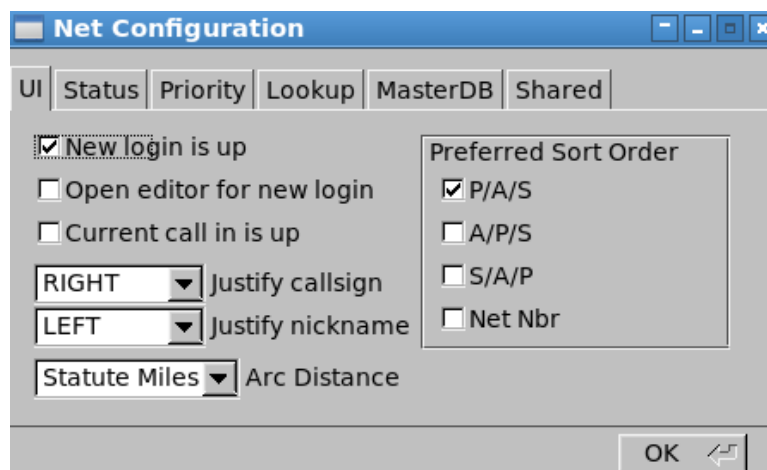 Net Configuration
UI Status Priority Lookup MasterDB Shared
New login is up
Open editor for new login
Current call in is up
RIGHT Justify callsign
LEFT Justify nickname
Statute Miles Arc Distance
Preferred Sort Order
P/A/S
A/P/S
S/A/P
Net Nbr
OK